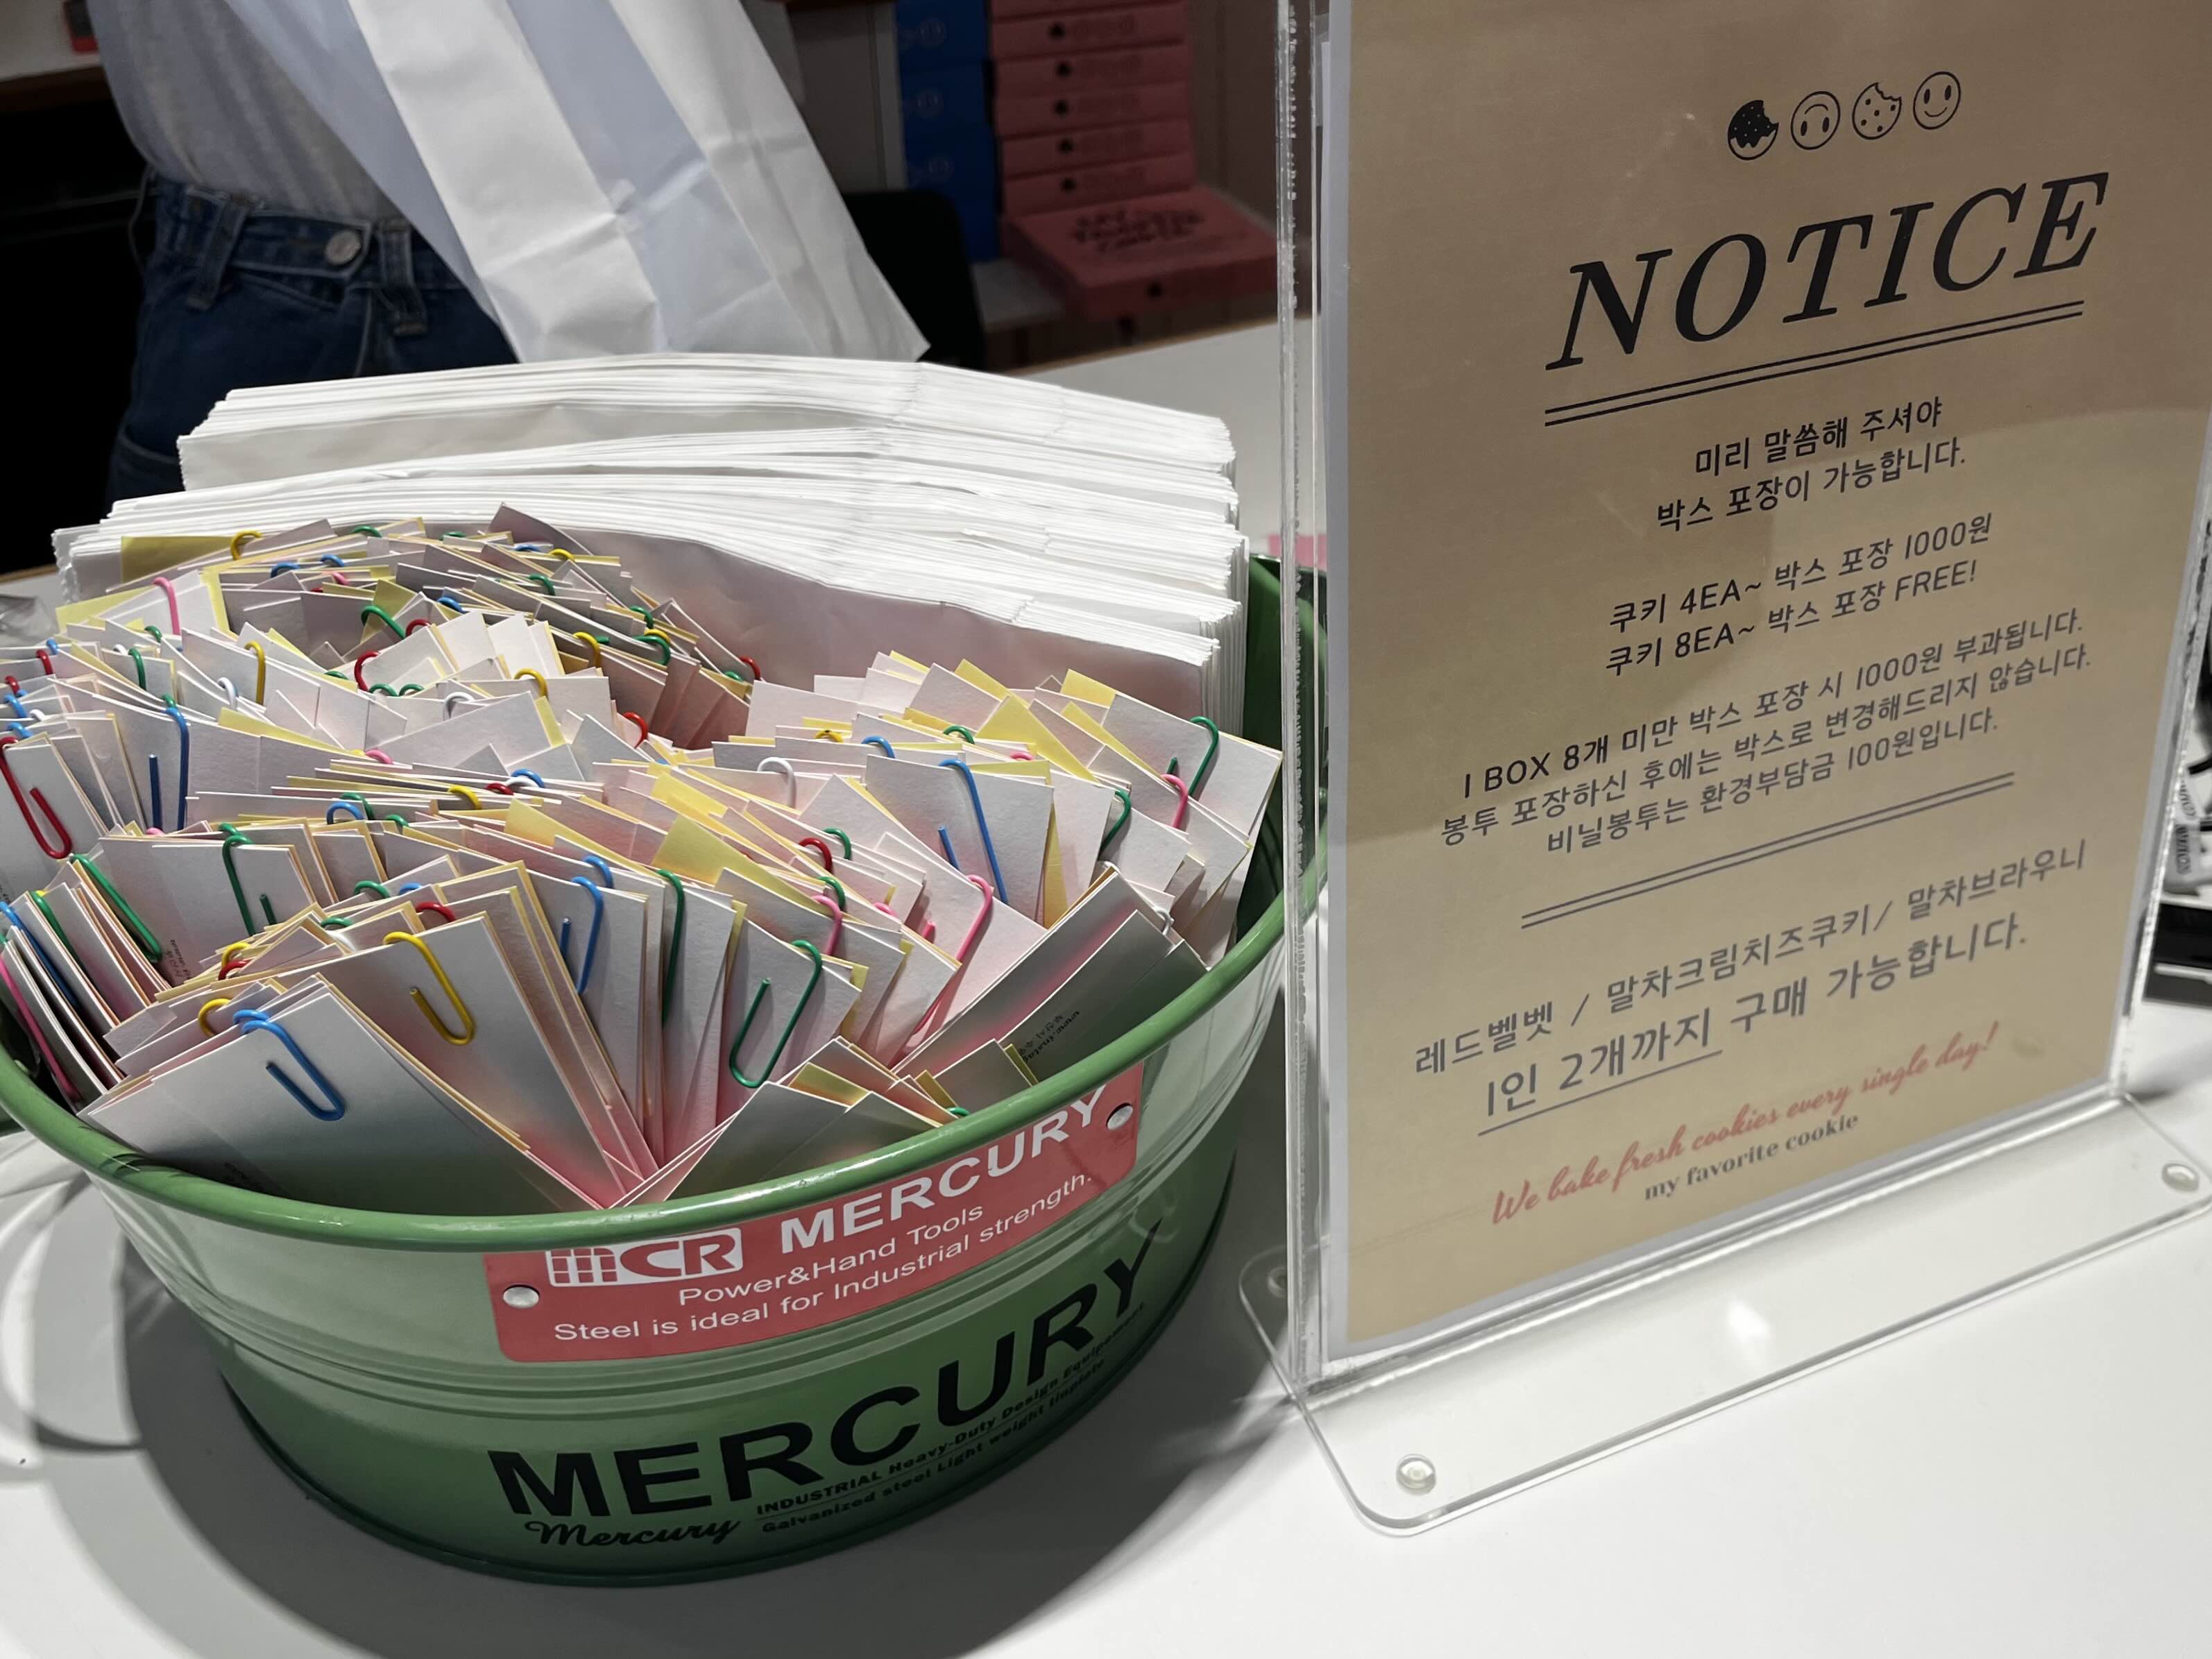 NOTICE
미리 말씀해 주셔야
박스 포장이 가능합니다.
쿠키 4EA~ 박스 포장 1000원
쿠키 8EA~ 박스 포장 FREE!
1 BOX 8개 미만 박스 포장 시 1000원 부과됩니다.
봉투 포장하신 후에는 박스로 변경해드리지 않습니다.
비닐봉투는 환경부담금 100원입니다.
레드벨벳 / 말차크림치즈쿠키/ 말차브라우니
1인 2개까지 구매 가능합니다.
We bake fresh cookies every single day!
my favorite cookie
MCR MERCURY
Power&Hand Tools
Steel is ideal for Industrial strength.
MERCURY
Mercury
INDUSTRIAL Heavy-Duty Design Equipement
Galvanized steel Light weight tinplate